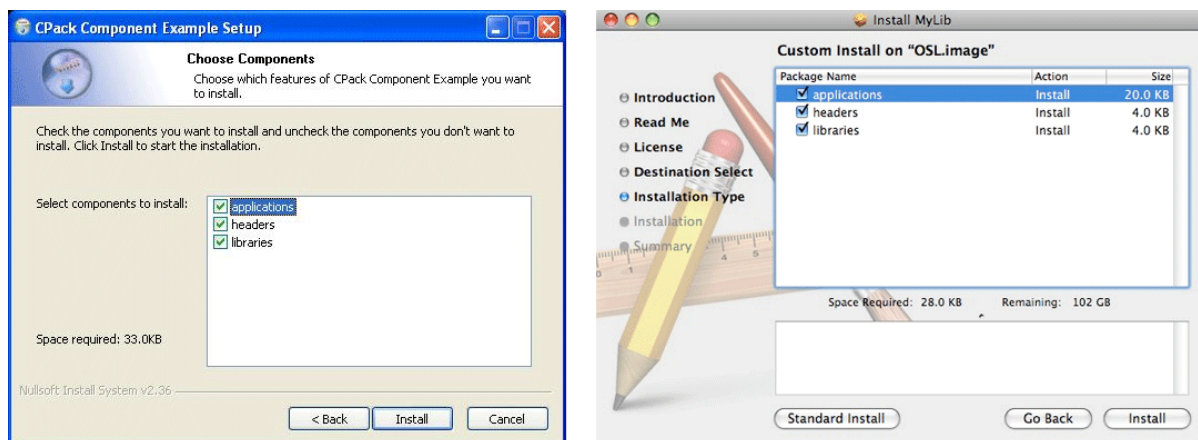 CPack Component Example Setup
Choose Components
Choose which features of CPack Component Example you want
to install.
Check the components you want to install and uncheck the components you don't want to
install. Click Install to start the installation.
Select components to install:
applications
headers
libraries
Space required: 33.0KB
Nullsoft Install System v2.36
< Back
Install
Cancel
Install MyLib
Custom Install on "OSL.image"
Introduction
Read Me
License
Destination Select
Installation Type
Installation
Summary
Package Name Action Size
applications Install 20.0 KB
headers Install 4.0 KB
libraries Install 4.0 KB
0 1 4 5
Space Required: 28.0 KB Remaining: 102 GB
Standard Install
Go Back
Install